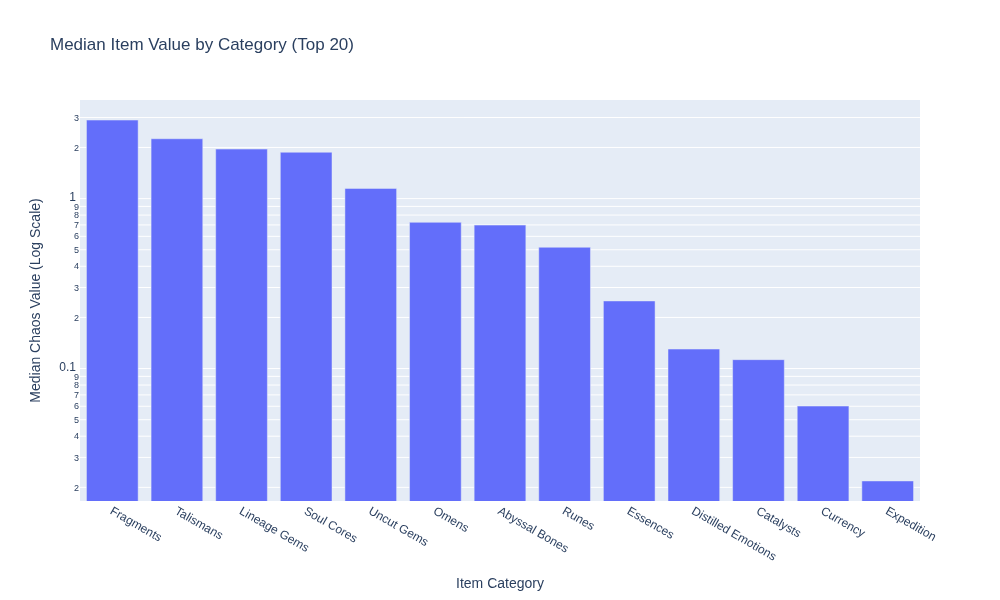 Median Item Value by Category (Top 20)
Median Chaos Value (Log Scale)
3
2
1
9
8
7
6
5
4
3
2
0.1
9
8
7
6
5
4
3
2
Fragments
Talismans
Lineage Gems
Soul Cores
Uncut Gems
Omens
Abyssal Bones
Runes
Essences
Distilled Emotions
Catalysts
Currency
Expedition
Item Category